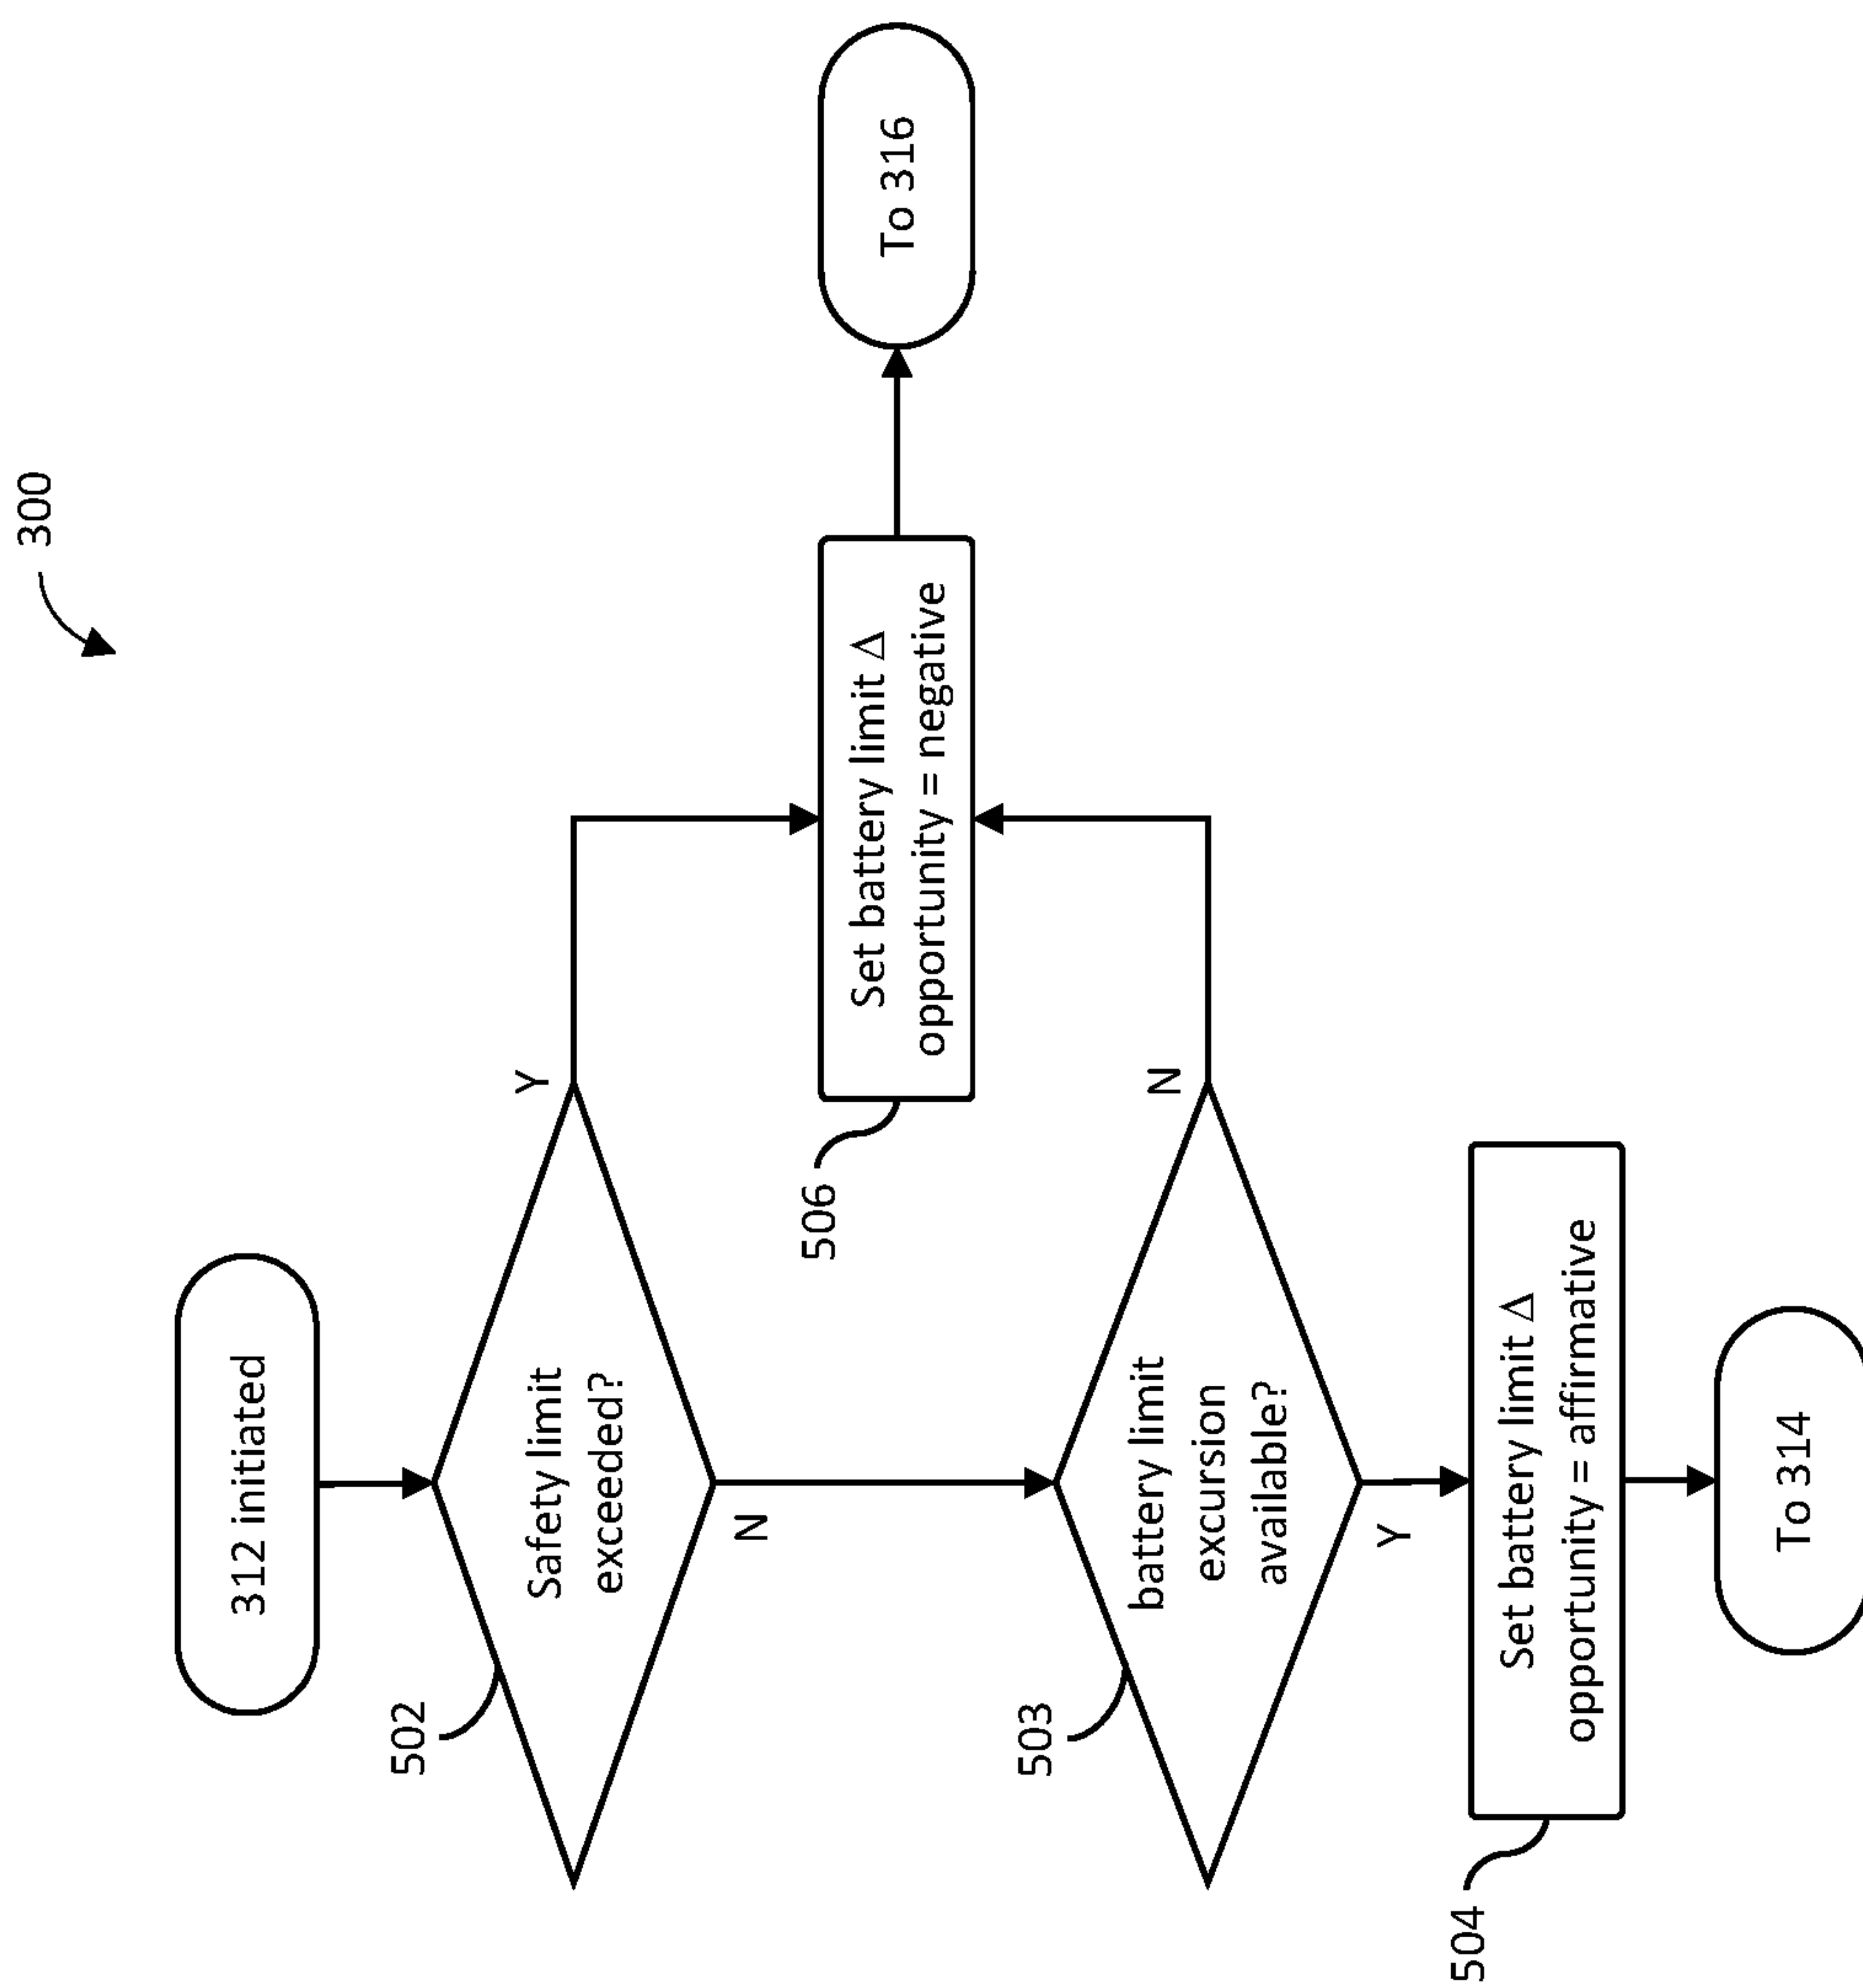 300
312 initiated
502
Safety limit
exceeded?
Y
N
506
Set battery limit Δ
opportunity = negative
To 316
503
battery limit
excursion
available?
N
Y
504
Set battery limit Δ
opportunity = affirmative
To 314